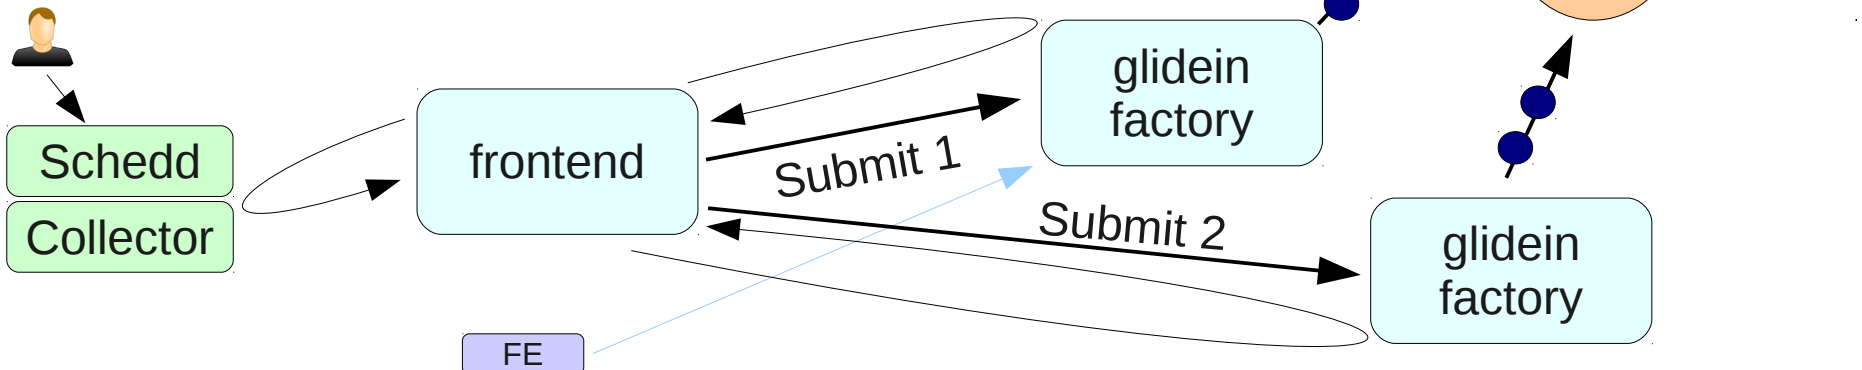 Schedd
Collector
frontend
glidein
factory
Submit 1
Submit 2
glidein
factory
FE